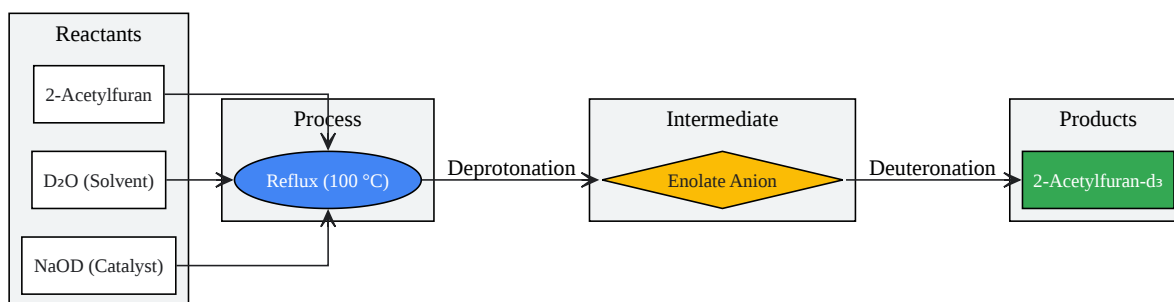 Reactants
2-Acetylfuran
D₂O (Solvent)
NaOD (Catalyst)
Process
Reflux (100 °C)
Deprotonation
Intermediate
Enolate Anion
Deuteronation
Products
2-Acetylfuran-d₃